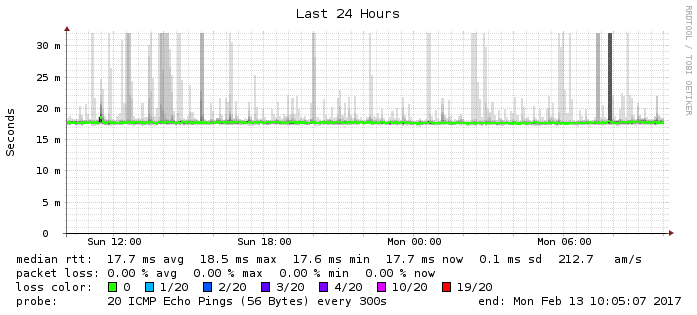 Last 24 Hours
RRDTOOL / TOBI OETIKER
Seconds
30 m
25 m
20 m
15 m
10 m
5 m
0
Sun 12:00 Sun 18:00 Mon 00:00 Mon 06:00
median rtt: 17.7 ms avg 18.5 ms max 17.6 ms min 17.7 ms now 0.1 ms sd 212.7 am/s
packet loss: 0.00 % avg 0.00 % max 0.00 % min 0.00 % now
loss color: 0 1/20 2/20 3/20 4/20 10/20 19/20
probe: 20 ICMP Echo Pings (56 Bytes) every 300s end: Mon Feb 13 10:05:07 2017